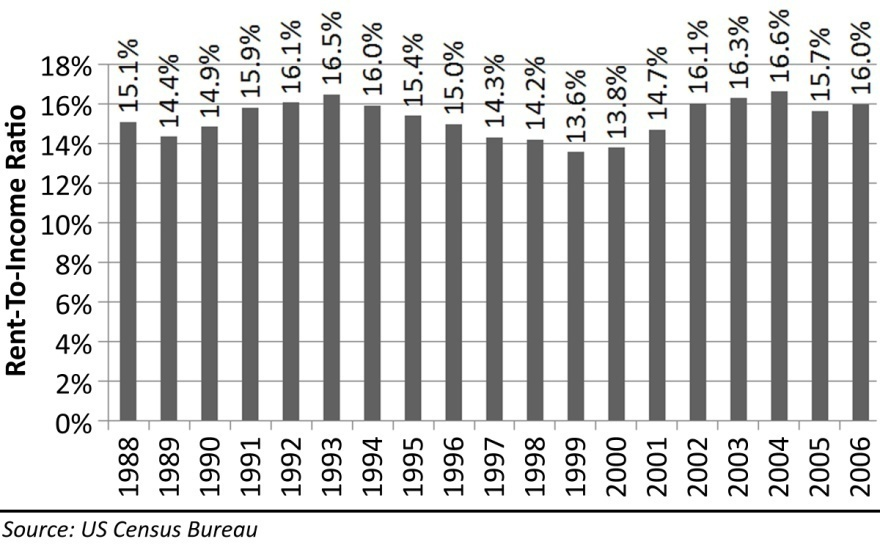 15.1% 14.4% 14.9% 15.9% 16.1% 16.5% 16.0% 15.4% 15.0% 14.3% 14.2% 13.6% 13.8% 14.7% 16.1% 16.3% 16.6% 15.7% 16.0%
Rent-To-Income Ratio
18%
16%
14%
12%
10%
8%
6%
4%
2%
0%
1988 1989 1990 1991 1992 1993 1994 1995 1996 1997 1998 1999 2000 2001 2002 2003 2004 2005 2006
Source: US Census Bureau